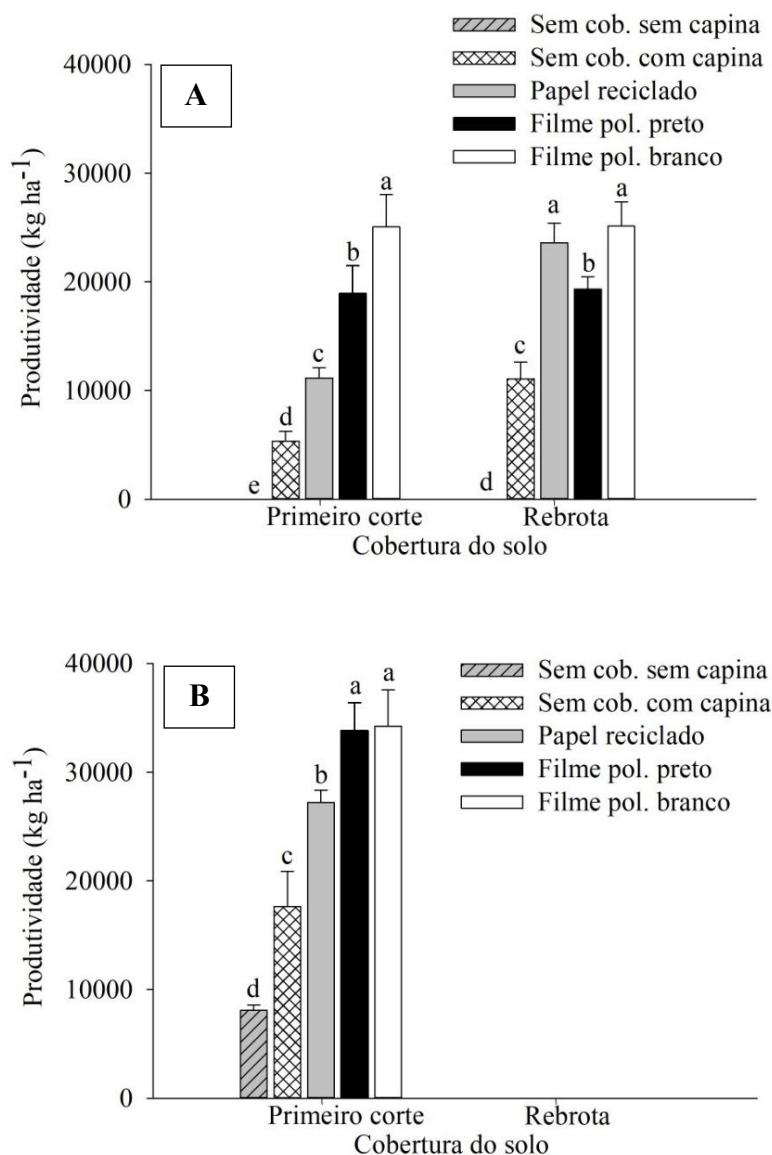 Sem cob. sem capina
Sem cob. com capina
Papel reciclado
Filme pol. preto
Filme pol. branco
A
40000
30000
20000
10000
0
Produtividade (kg ha⁻¹)
e
d
c
b
a
d
c
a
b
a
Primeiro corte
Rebrota
Cobertura do solo
Sem cob. sem capina
Sem cob. com capina
Papel reciclado
Filme pol. preto
Filme pol. branco
B
40000
30000
20000
10000
0
Produtividade (kg ha⁻¹)
d
c
b
a
a
Primeiro corte
Rebrota
Cobertura do solo